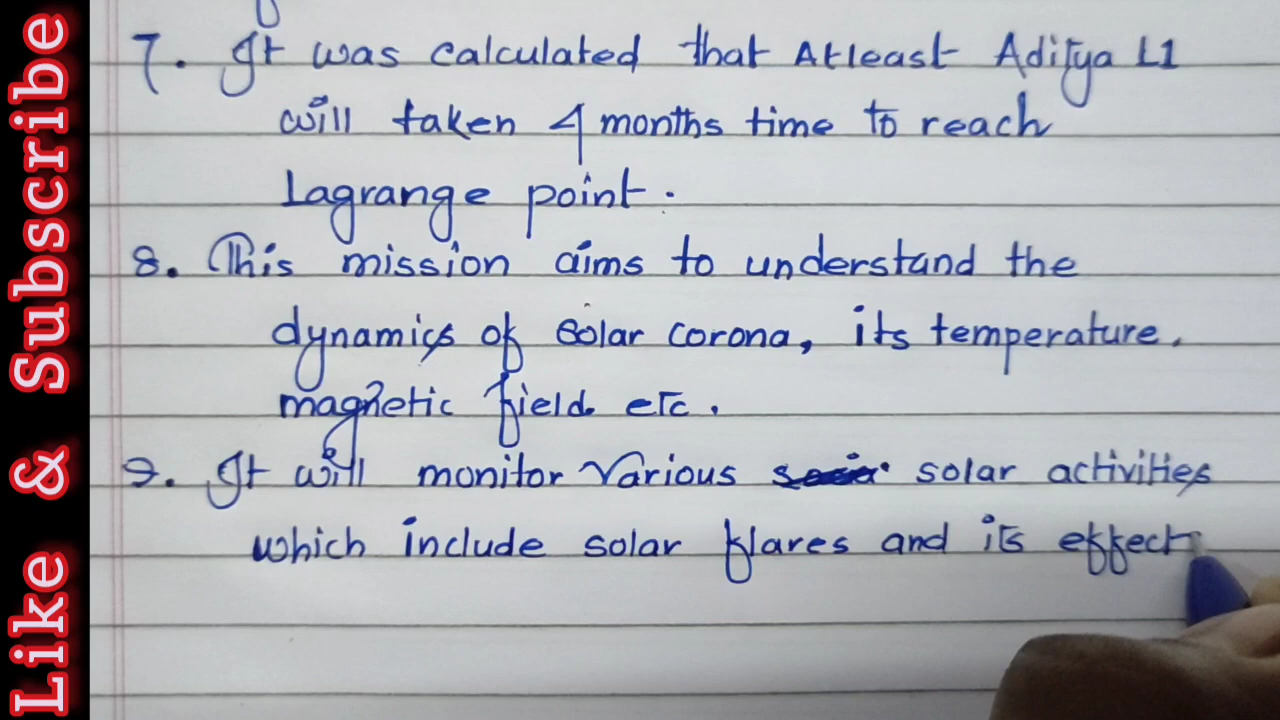 Like & Subscribe
7. It was calculated that Atleast Aditya L1
will taken 4 months time to reach
Lagrange point.
8. This mission aims to understand the
dynamics of solar corona, its temperature,
magnetic field etc.
9. It will monitor various solar activities
which include solar flares and its effect